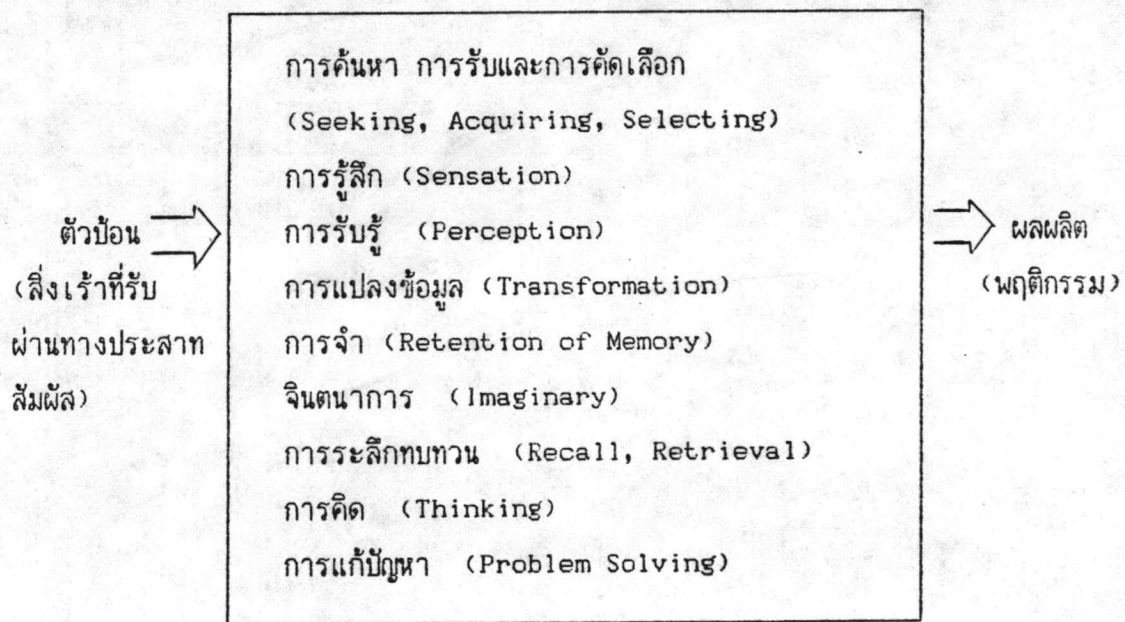 การค้นหา การรับและการคัดเลือก
(Seeking, Acquiring, Selecting)
การรู้สึก (Sensation)
ตัวป้อน
(สิ่งเร้าที่รับ
ผ่านทางประสาท
สัมผัส)
การรับรู้ (Perception)
การแปลงข้อมูล (Transformation)
การจำ (Retention of Memory)
จินตนาการ (Imaginary)
การระลึกทบทวน (Recall, Retrieval)
การคิด (Thinking)
การแก้ปัญหา (Problem Solving)
ผลผลิต
(พฤติกรรม)